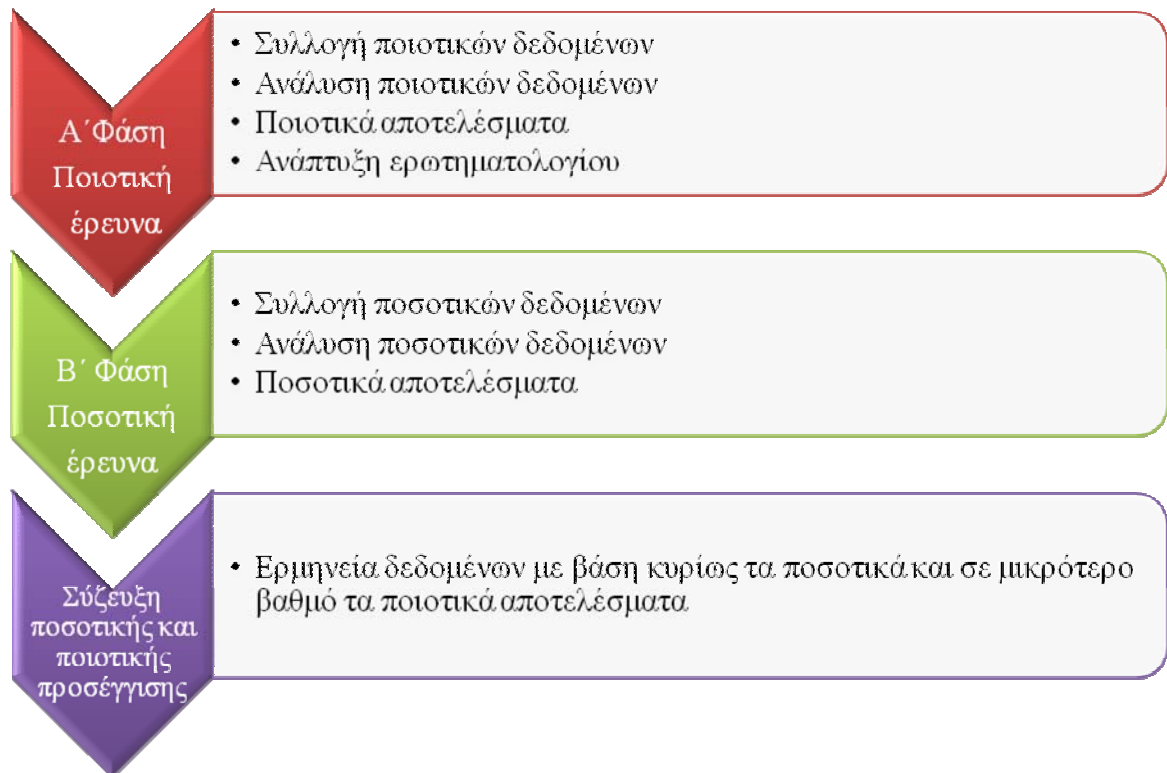 Α΄Φάση
Ποιοτική
έρευνα
• Συλλογή ποιοτικών δεδομένων
• Ανάλυση ποιοτικών δεδομένων
• Ποιοτικά αποτελέσματα
• Ανάπτυξη ερωτηματολογίου
Β΄ Φάση
Ποσοτική
έρευνα
• Συλλογή ποσοτικών δεδομένων
• Ανάλυση ποσοτικών δεδομένων
• Ποσοτικά αποτελέσματα
Σύζευξη
ποσοτικής και
ποιοτικής
προσέγγισης
• Ερμηνεία δεδομένων με βάση κυρίως τα ποσοτικά και σε μικρότερο
βαθμό τα ποιοτικά αποτελέσματα